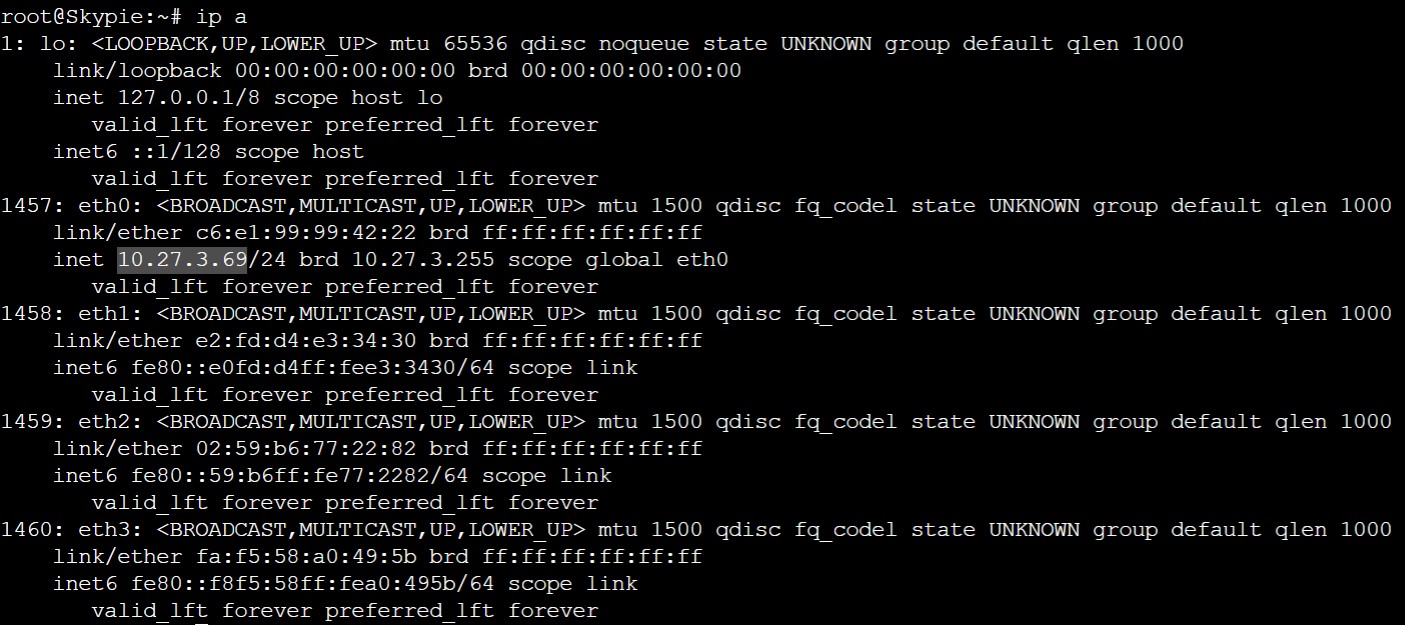 root@Skypie:~# ip a
1: lo: <LOOPBACK,UP,LOWER_UP> mtu 65536 qdisc noqueue state UNKNOWN group default qlen 1000
    link/loopback 00:00:00:00:00:00 brd 00:00:00:00:00:00
    inet 127.0.0.1/8 scope host lo
       valid_lft forever preferred_lft forever
    inet6 ::1/128 scope host
       valid_lft forever preferred_lft forever
1457: eth0: <BROADCAST,MULTICAST,UP,LOWER_UP> mtu 1500 qdisc fq_codel state UNKNOWN group default qlen 1000
    link/ether c6:e1:99:99:42:22 brd ff:ff:ff:ff:ff:ff
    inet 10.27.3.69/24 brd 10.27.3.255 scope global eth0
       valid_lft forever preferred_lft forever
1458: eth1: <BROADCAST,MULTICAST,UP,LOWER_UP> mtu 1500 qdisc fq_codel state UNKNOWN group default qlen 1000
    link/ether e2:fd:d4:e3:34:30 brd ff:ff:ff:ff:ff:ff
    inet6 fe80::e0fd:d4ff:fee3:3430/64 scope link
       valid_lft forever preferred_lft forever
1459: eth2: <BROADCAST,MULTICAST,UP,LOWER_UP> mtu 1500 qdisc fq_codel state UNKNOWN group default qlen 1000
    link/ether 02:59:b6:77:22:82 brd ff:ff:ff:ff:ff:ff
    inet6 fe80::59:b6ff:fe77:2282/64 scope link
       valid_lft forever preferred_lft forever
1460: eth3: <BROADCAST,MULTICAST,UP,LOWER_UP> mtu 1500 qdisc fq_codel state UNKNOWN group default qlen 1000
    link/ether fa:f5:58:a0:49:5b brd ff:ff:ff:ff:ff:ff
    inet6 fe80::f8f5:58ff:fea0:495b/64 scope link
       valid_lft forever preferred_lft forever